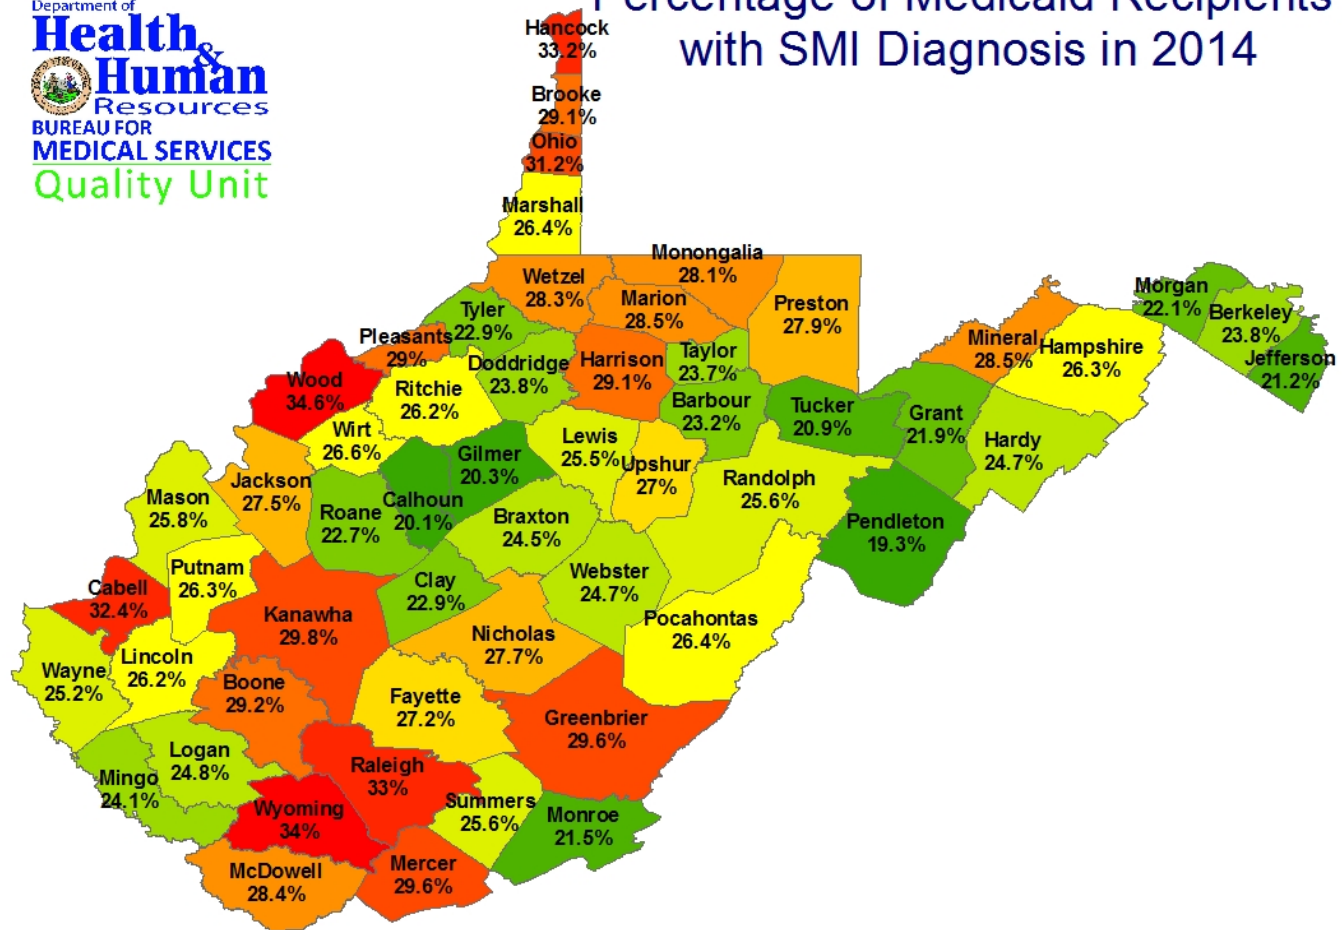 Department of
Health
&
Human
Resources
BUREAU FOR
MEDICAL SERVICES
Quality Unit
Percentage of Medicaid Recipients
with SMI Diagnosis in 2014
Hancock
33.2%
Brooke
29.1%
Ohio
31.2%
Marshall
26.4%
Wetzel
28.3%
Monongalia
28.1%
Marion
28.5%
Preston
27.9%
Tyler
22.9%
Pleasants
29%
Doddridge
23.8%
Harrison
29.1%
Taylor
23.7%
Mineral
28.5%
Hampshire
26.3%
Morgan
22.1%
Berkeley
23.8%
Jefferson
21.2%
Wood
34.6%
Ritchie
26.2%
Wirt
26.6%
Barbour
23.2%
Tucker
20.9%
Grant
21.9%
Hardy
24.7%
Jackson
27.5%
Mason
25.8%
Roane
22.7%
Calhoun
20.1%
Gilmer
20.3%
Lewis
25.5%
Upshur
27%
Randolph
25.6%
Pendleton
19.3%
Braxton
24.5%
Webster
24.7%
Clay
22.9%
Putnam
26.3%
Cabell
32.4%
Kanawha
29.8%
Nicholas
27.7%
Pocahontas
26.4%
Wayne
25.2%
Lincoln
26.2%
Boone
29.2%
Fayette
27.2%
Greenbrier
29.6%
Logan
24.8%
Mingo
24.1%
Raleigh
33%
Wyoming
34%
Summers
25.6%
Monroe
21.5%
McDowell
28.4%
Mercer
29.6%